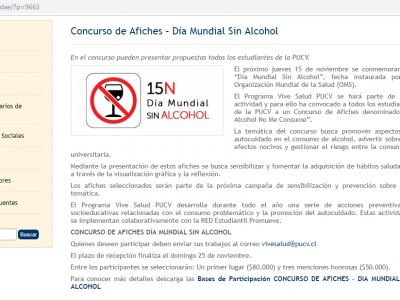 dae/?p=9663
Concurso de Afiches – Día Mundial Sin Alcohol
En el concurso pueden presentar propuestas todos los estudiantes de la PUCV.
15N
Día Mundial
SIN ALCOHOL
El próximo jueves 15 de noviembre se conmemorar
"Día Mundial Sin Alcohol", fecha instaurada por
Organización Mundial de la Salud (OMS).
El Programa Vive Salud PUCV se hará parte de
actividad y para ello ha convocado a todos los estudia
de la PUCV a un Concurso de Afiches denominado
Alcohol No Me Consume".
La temática del concurso busca promover aspectos
autocuidado en el consumo de alcohol, advertir sobre
efectos nocivos y gestionar el riesgo entre la comuni
universitaria.
Mediante la presentación de estos afiches se busca sensibilizar y fomentar la adquisición de hábitos saludal
a través de la visualización gráfica y la reflexión.
Los afiches seleccionados serán parte de la próxima campaña de sensibilización y prevención sobre
temática.
El Programa Vive Salud PUCV desarrolla durante todo el año una serie de acciones preventivas
socioeducativas relacionadas con el consumo problemático y la promoción del autocuidado. Estas actividad
se implementan colaborativamente con la RED Estudiantil Promueve.
CONCURSO DE AFICHES DÍA MUNDIAL SIN ALCOHOL
Quienes deseen participar deben enviar sus trabajos al correo vivesalud@pucv.cl
El plazo de recepción finaliza el domingo 25 de noviembre.
Entre los participantes se seleccionarán: Un primer lugar ($80.000) y tres menciones honrosas ($50.000).
Para conocer más detalles descarga las Bases de Participación CONCURSO DE AFICHES - DIA MUNDIAL
ALCOHOL
arios de
Sociales
ores
uentes
Buscar